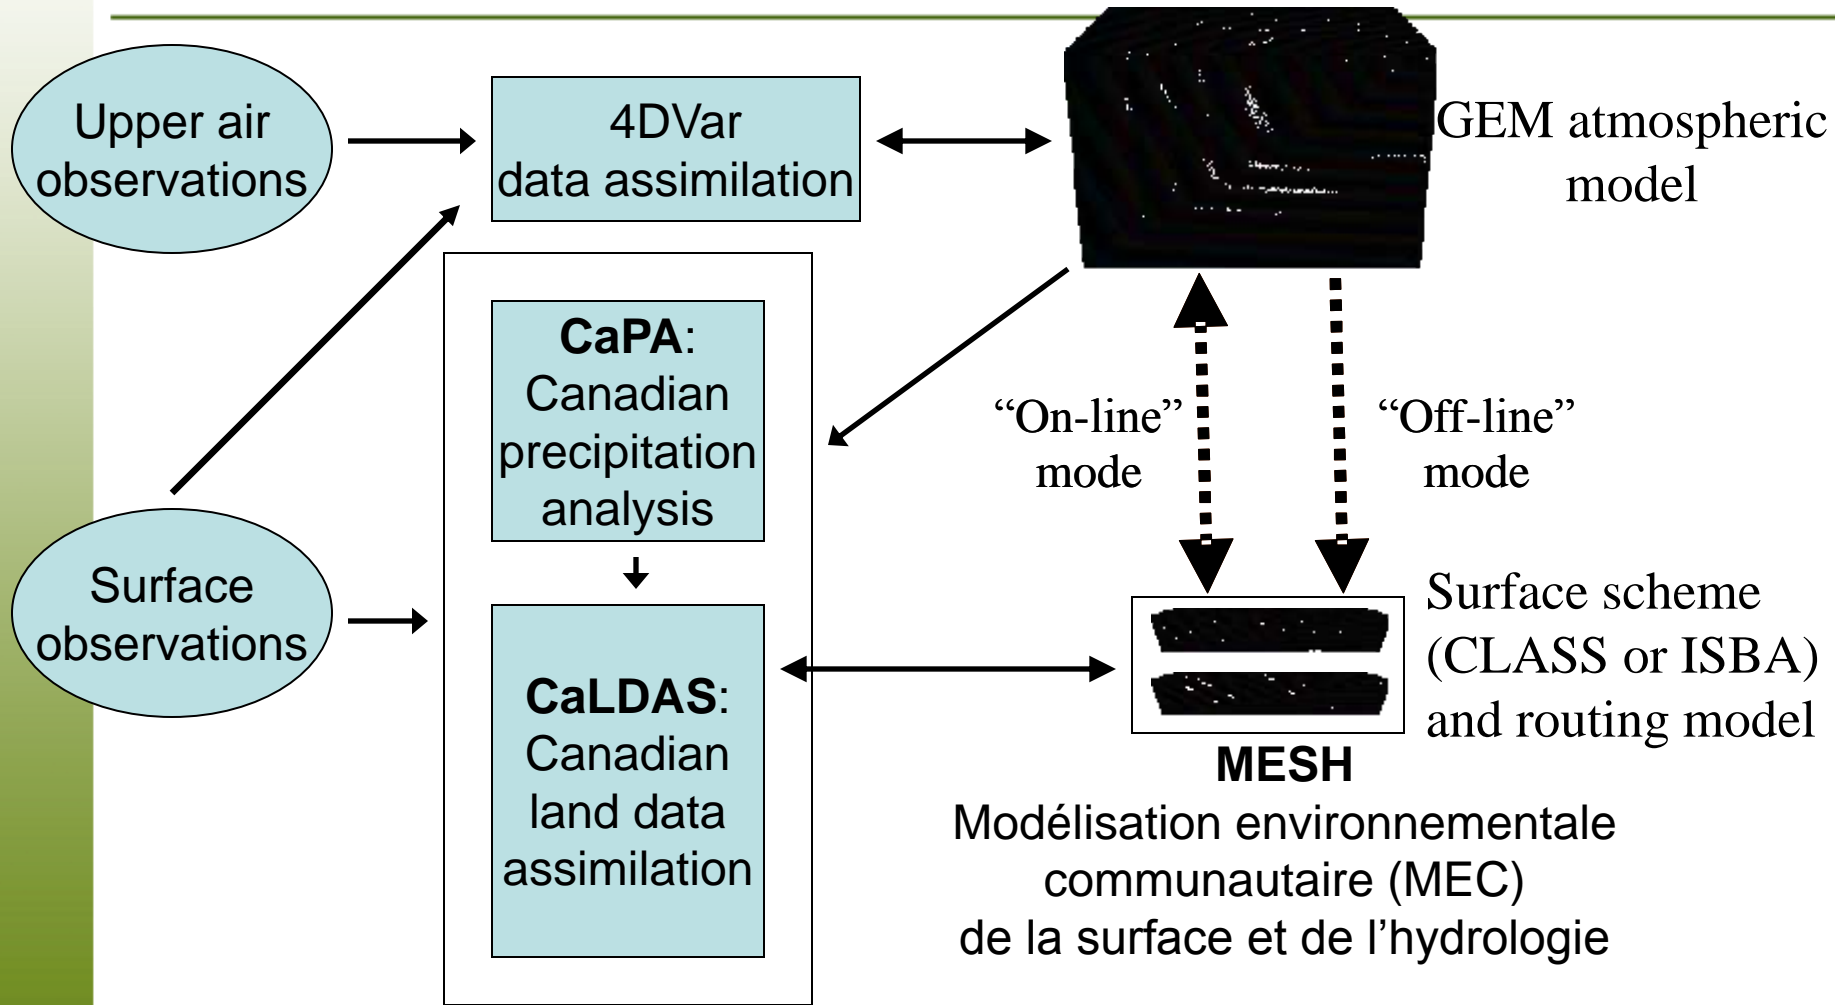 Upper air
observations
4DVar
data assimilation
GEM atmospheric
model
CaPA:
Canadian
precipitation
analysis
“On-line”
mode
“Off-line”
mode
Surface
observations
CaLDAS:
Canadian
land data
assimilation
Surface scheme
(CLASS or ISBA)
and routing model
MESH
Modélisation environnementale
communautaire (MEC)
de la surface et de l’hydrologie